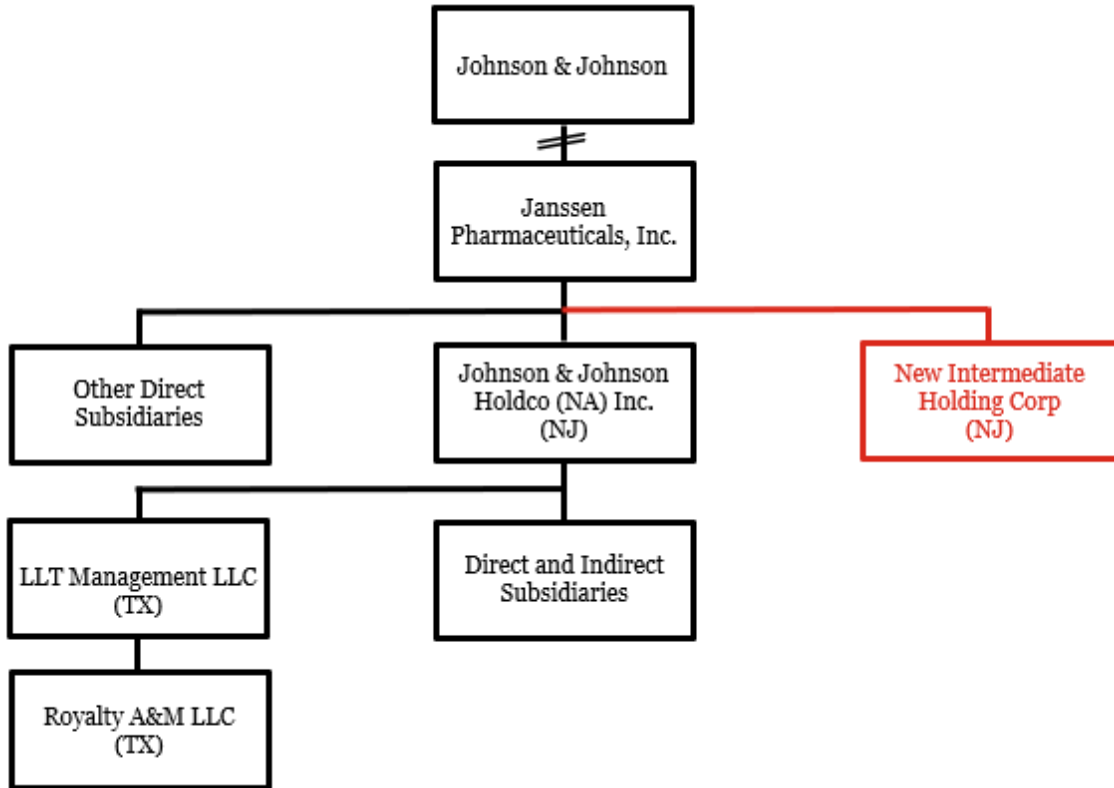 Johnson & Johnson
Janssen
Pharmaceuticals, Inc.
Other Direct
Subsidiaries
Johnson & Johnson
Holdco (NA) Inc.
(NJ)
New Intermediate
Holding Corp
(NJ)
LLT Management LLC
(TX)
Direct and Indirect
Subsidiaries
Royalty A&M LLC
(TX)